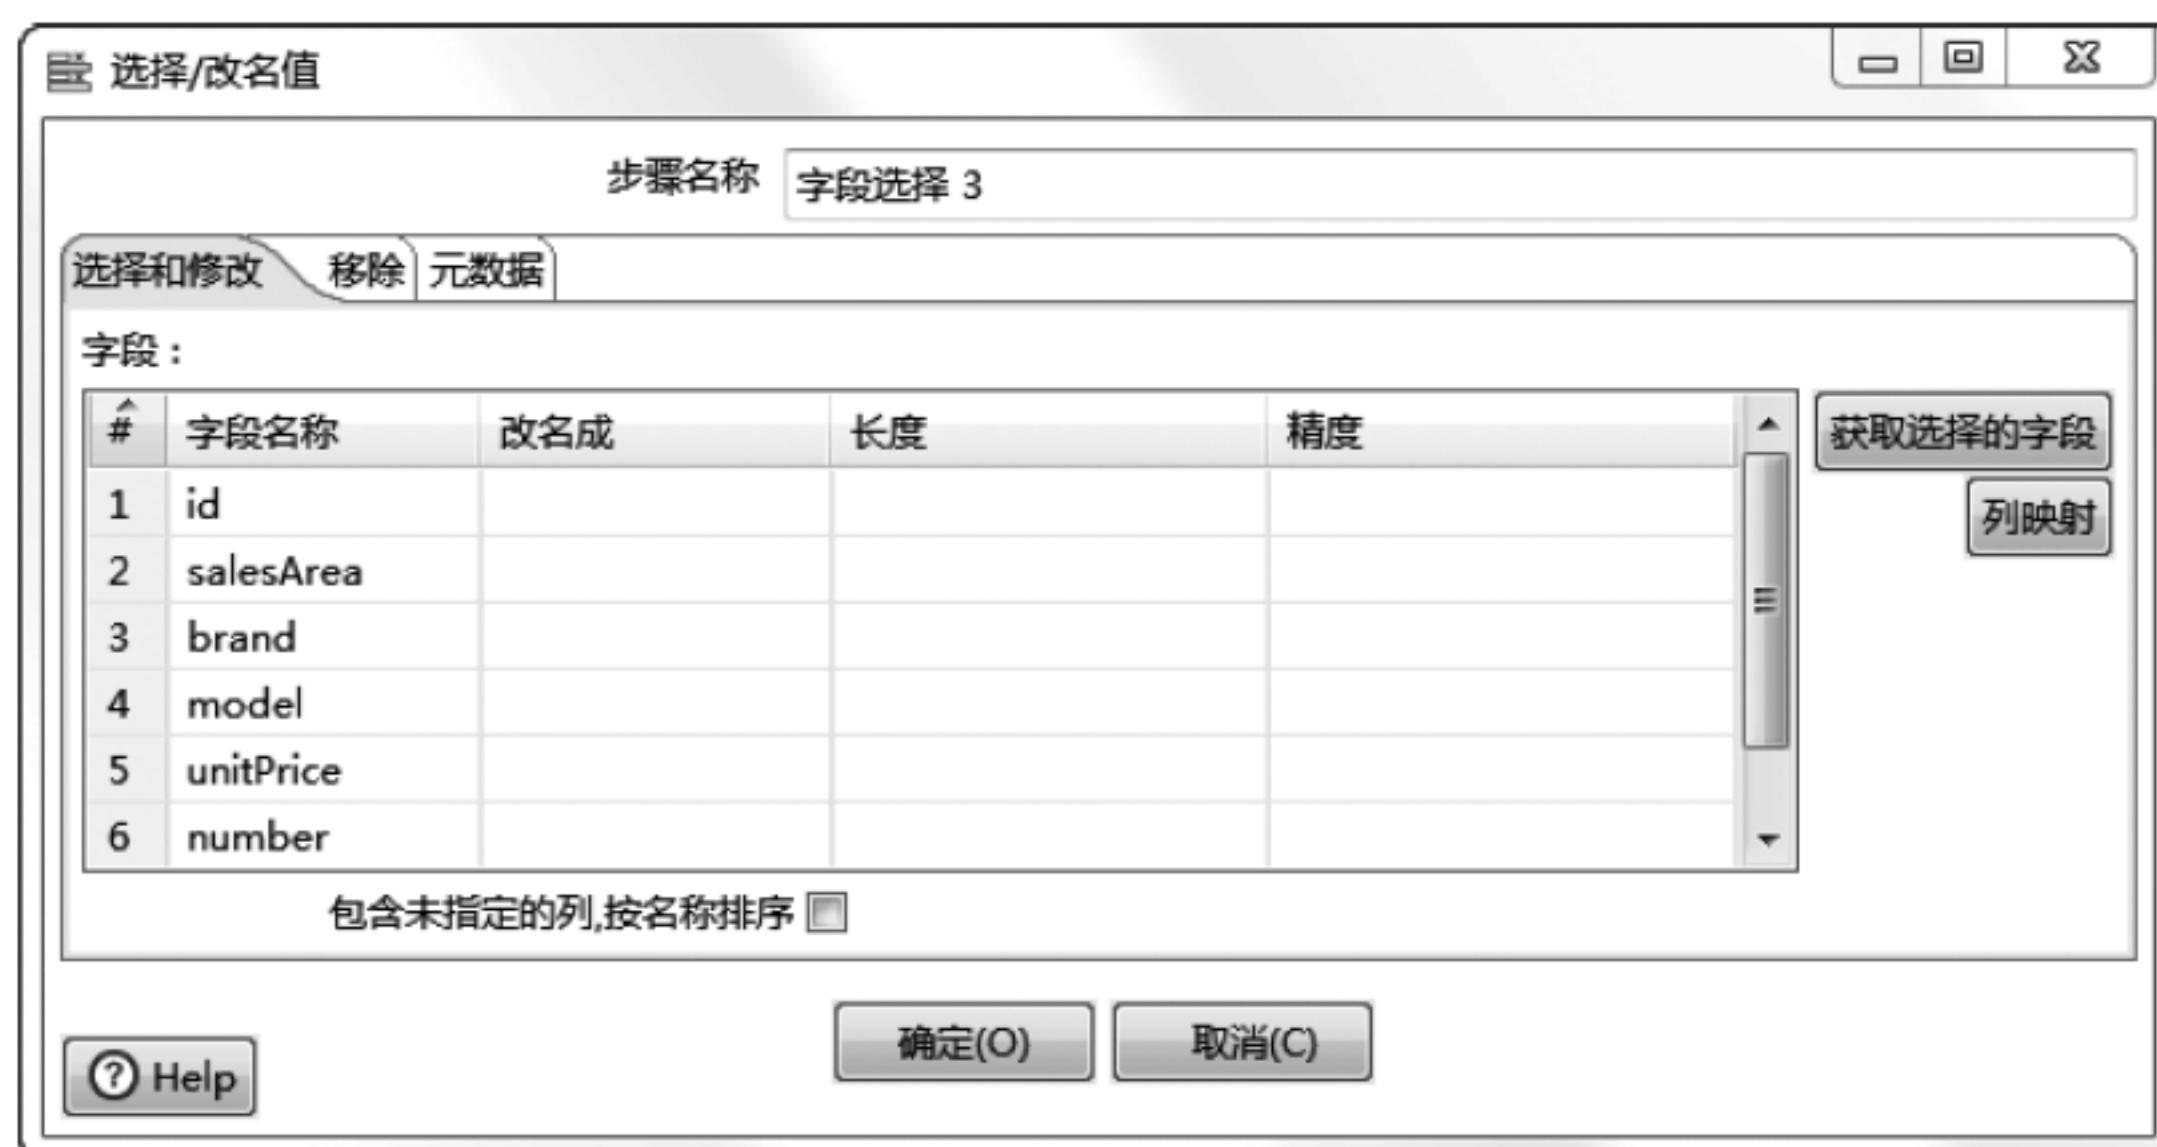 选择/改名值
步骤名称 字段选择 3
选择和修改 移除 元数据
字段：
# 字段名称 改名成 长度 精度 获取选择的字段
列映射
1 id
2 salesArea
3 brand
4 model
5 unitPrice
6 number
包含未指定的列,按名称排序
确定(O) 取消(C)
Help